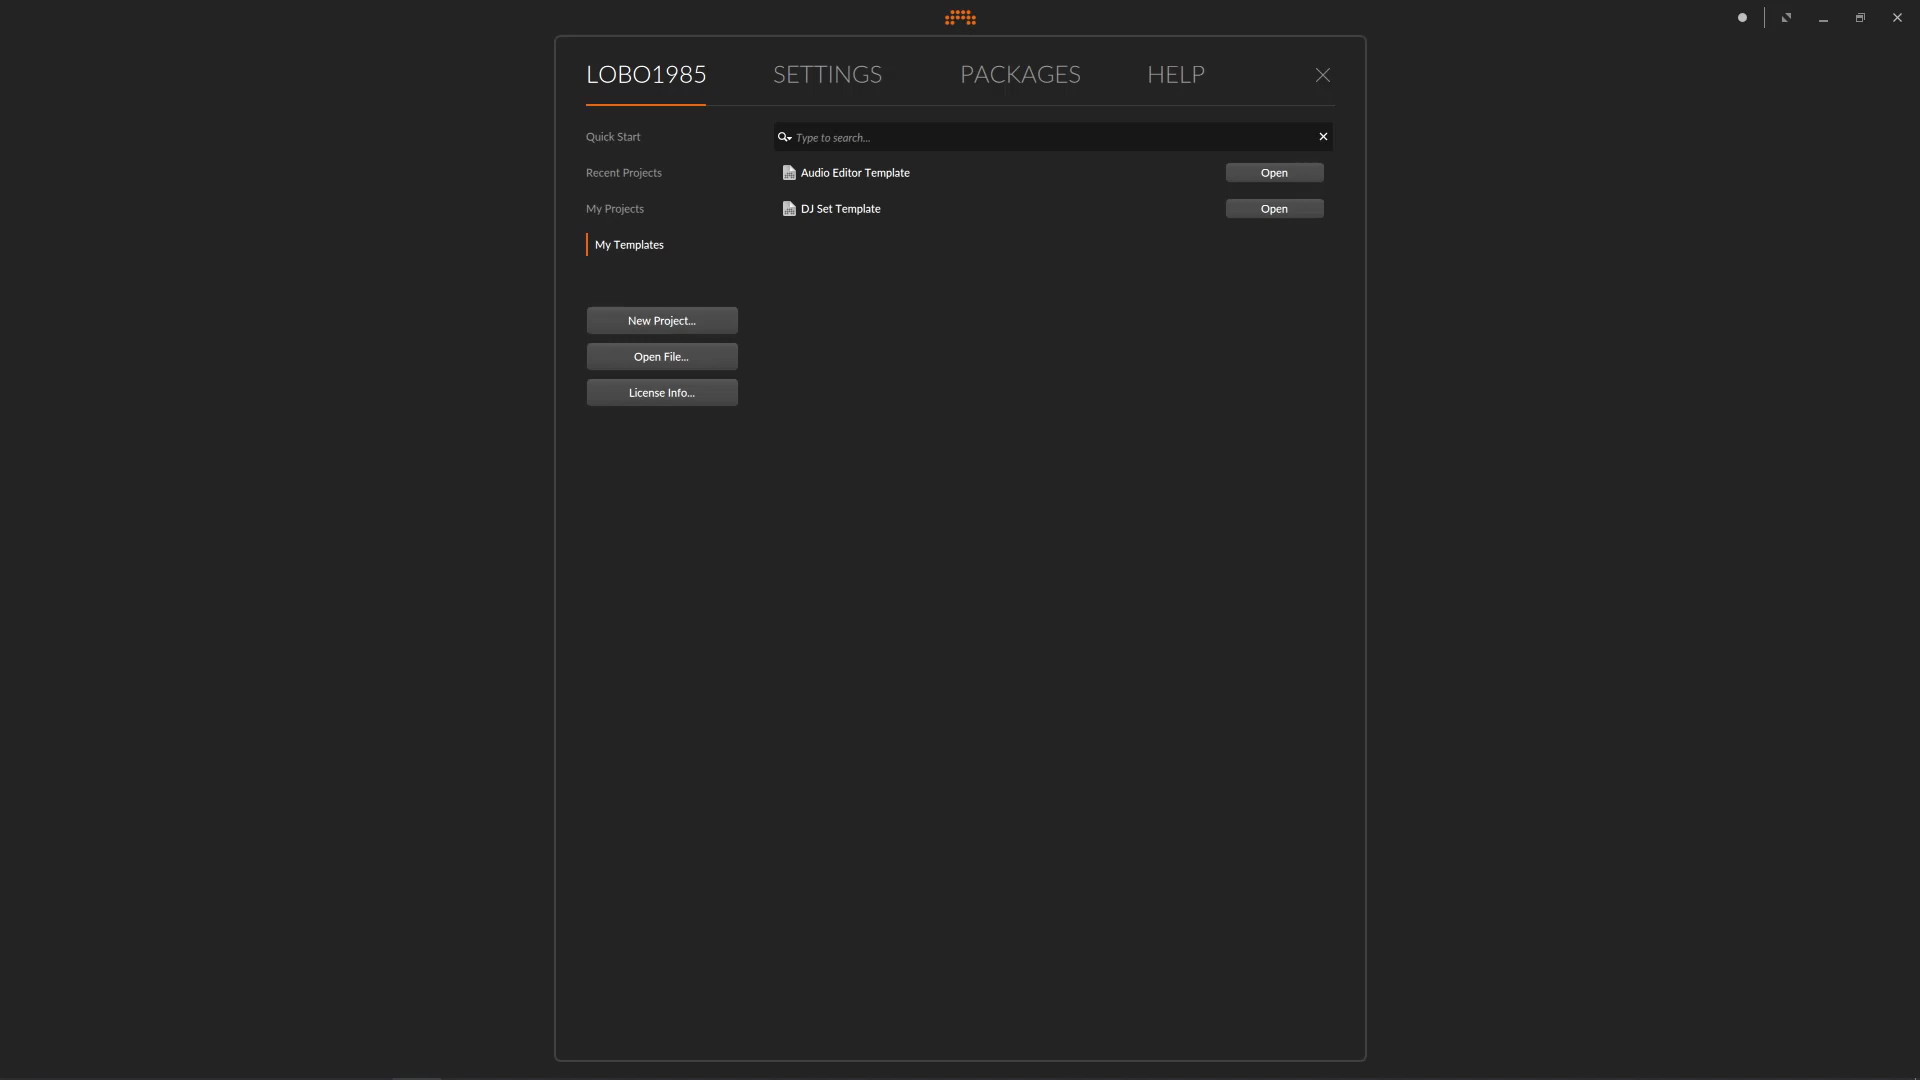 LOBO1985 SETTINGS PACKAGES HELP
Quick Start
Type to search...
Recent Projects
Audio Editor Template Open
My Projects
DJ Set Template Open
My Templates
New Project...
Open File...
License Info...